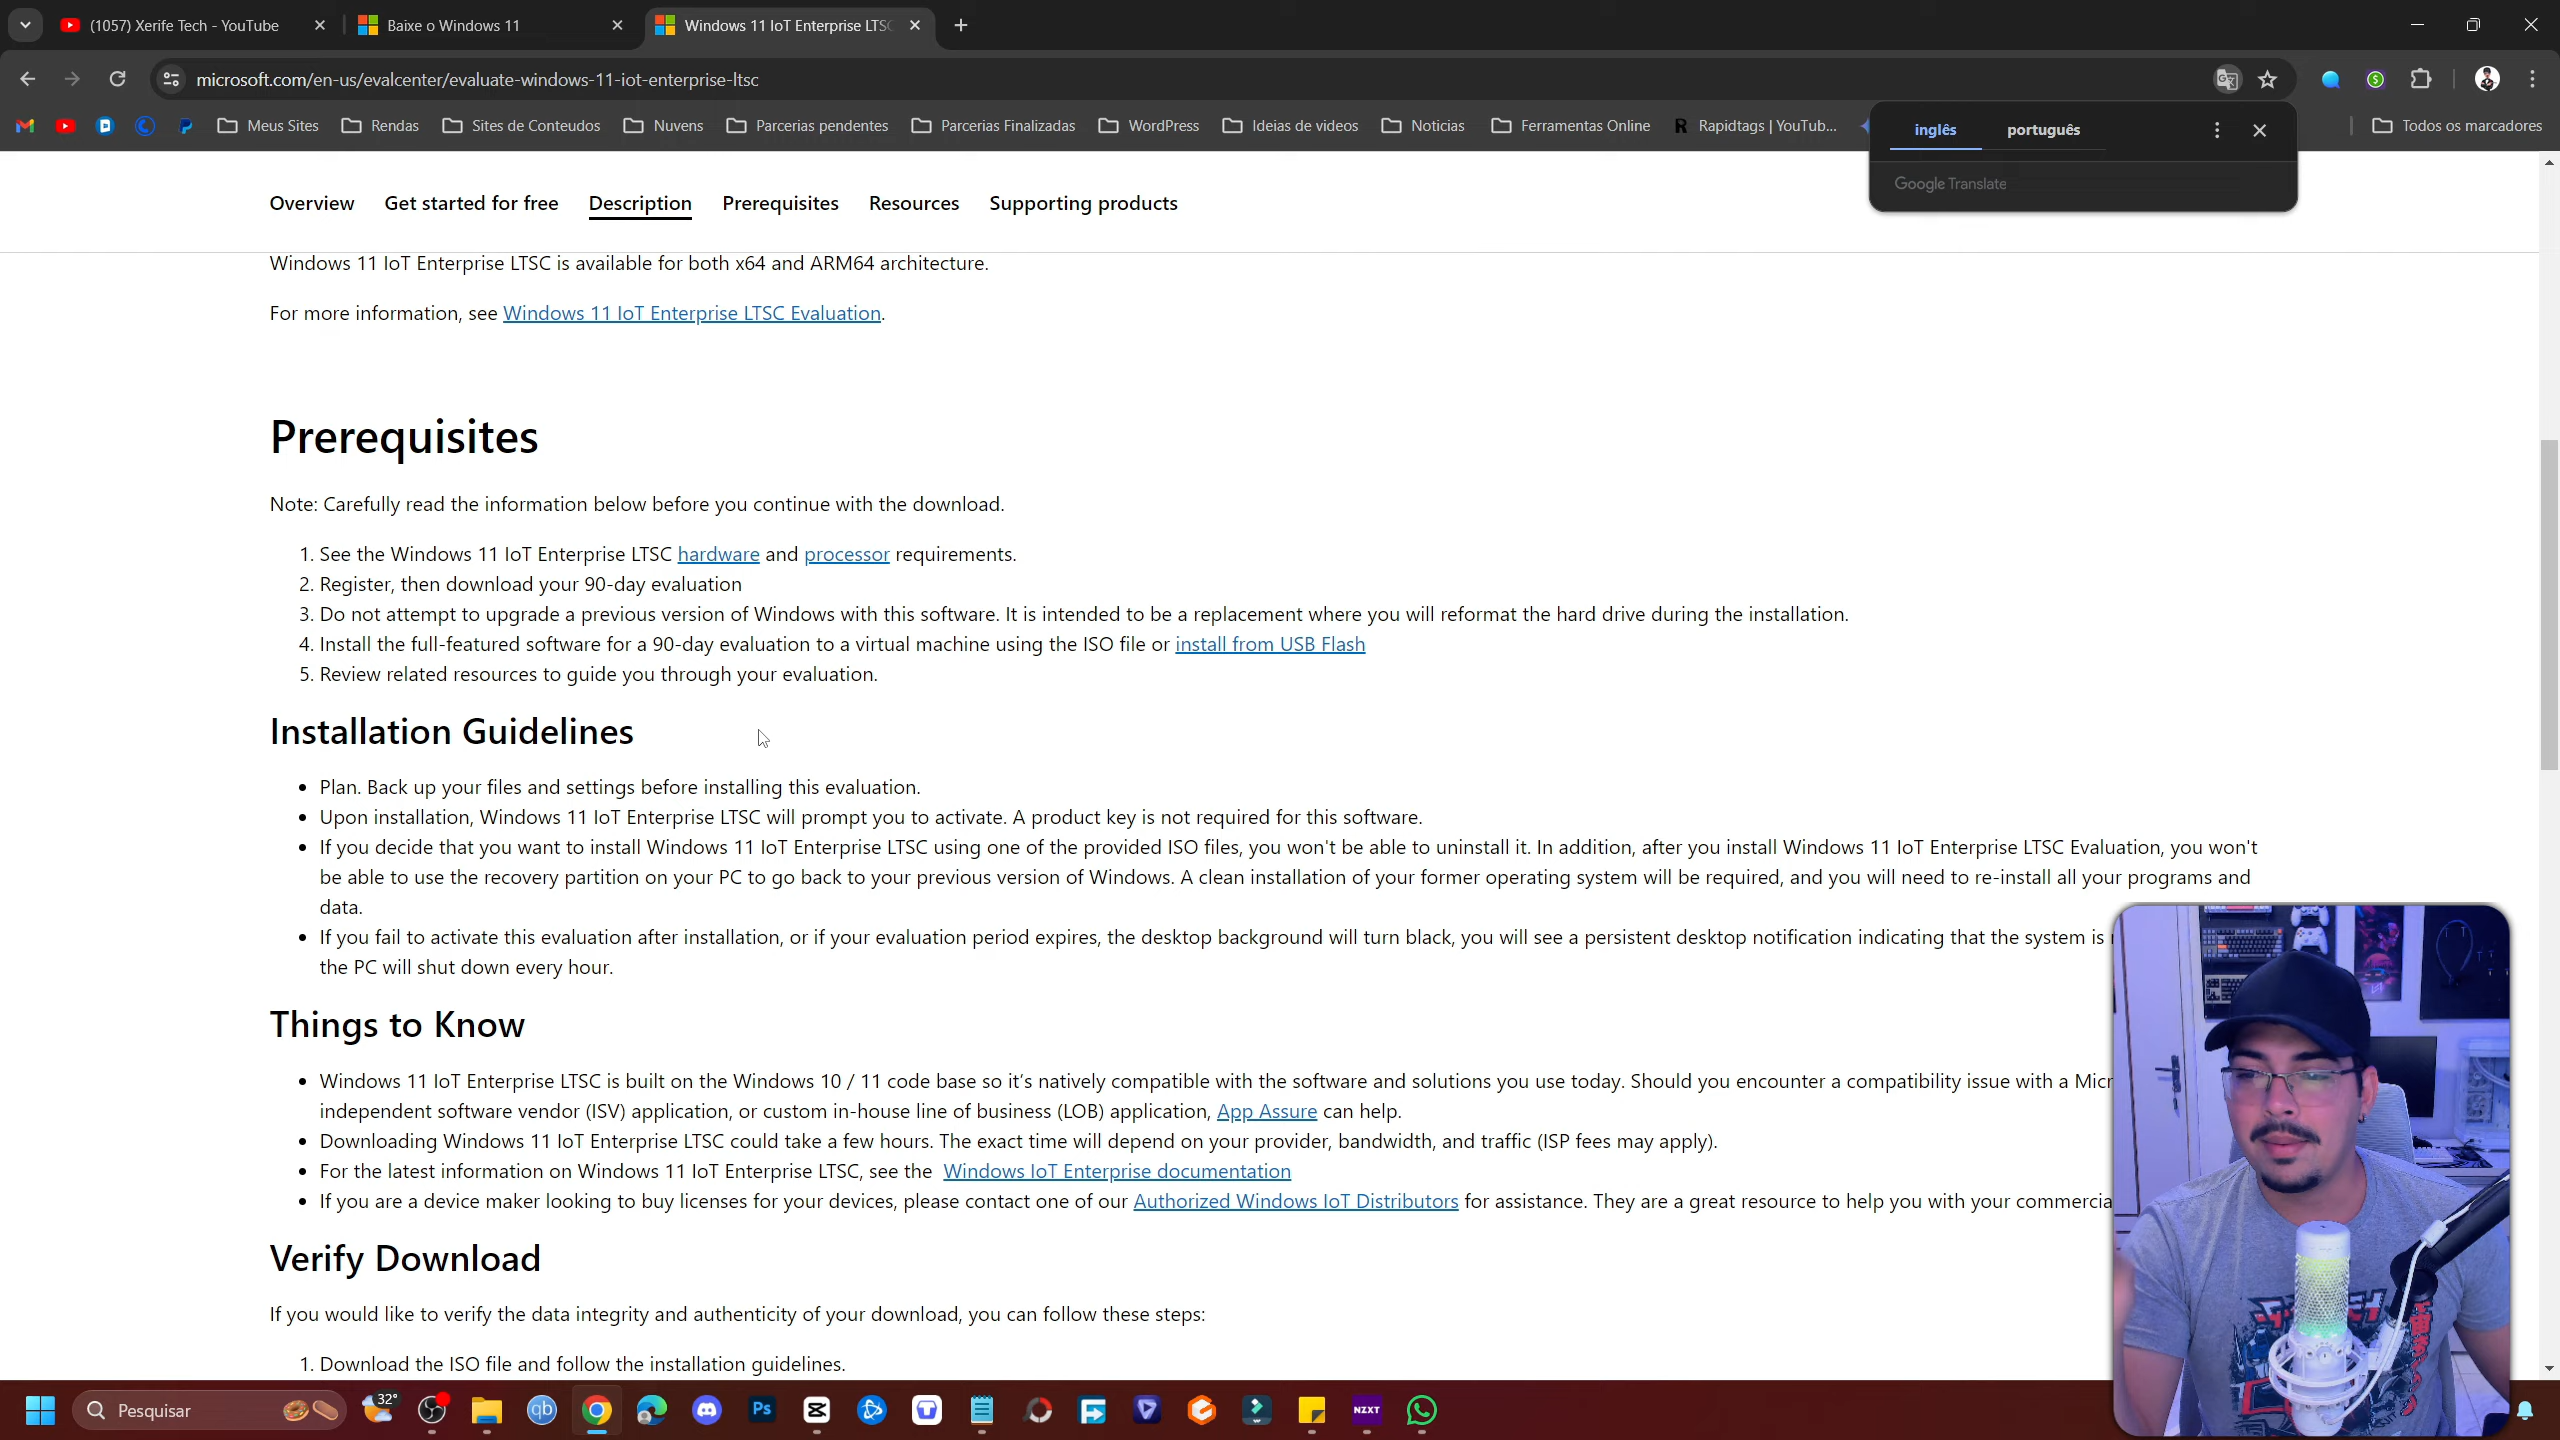 (1057) Xerife Tech - YouTube
Baixe o Windows 11
Windows 11 IoT Enterprise LTSC
microsoft.com/en-us/evalcenter/evaluate-windows-11-iot-enterprise-ltsc
Meus Sites
Rendas
Sites de Conteudos
Nuvens
Parcerias pendentes
Parcerias Finalizadas
WordPress
Ideias de videos
Noticias
Ferramentas Online
Rapidtags | YouTub...
Todos os marcadores
inglês
português
Google Translate
Overview
Get started for free
Description
Prerequisites
Resources
Supporting products
Windows 11 IoT Enterprise LTSC is available for both x64 and ARM64 architecture.
For more information, see Windows 11 IoT Enterprise LTSC Evaluation.
Prerequisites
Note: Carefully read the information below before you continue with the download.
1. See the Windows 11 IoT Enterprise LTSC hardware and processor requirements.
2. Register, then download your 90-day evaluation
3. Do not attempt to upgrade a previous version of Windows with this software. It is intended to be a replacement where you will reformat the hard drive during the installation.
4. Install the full-featured software for a 90-day evaluation to a virtual machine using the ISO file or install from USB Flash
5. Review related resources to guide you through your evaluation.
Installation Guidelines
• Plan. Back up your files and settings before installing this evaluation.
• Upon installation, Windows 11 IoT Enterprise LTSC will prompt you to activate. A product key is not required for this software.
• If you decide that you want to install Windows 11 IoT Enterprise LTSC using one of the provided ISO files, you won't be able to uninstall it. In addition, after you install Windows 11 IoT Enterprise LTSC Evaluation, you won't
be able to use the recovery partition on your PC to go back to your previous version of Windows. A clean installation of your former operating system will be required, and you will need to re-install all your programs and
data.
• If you fail to activate this evaluation after installation, or if your evaluation period expires, the desktop background will turn black, you will see a persistent desktop notification indicating that the system is
the PC will shut down every hour.
Things to Know
• Windows 11 IoT Enterprise LTSC is built on the Windows 10 / 11 code base so it's natively compatible with the software and solutions you use today. Should you encounter a compatibility issue with a Micr
independent software vendor (ISV) application, or custom in-house line of business (LOB) application, App Assure can help.
• Downloading Windows 11 IoT Enterprise LTSC could take a few hours. The exact time will depend on your provider, bandwidth, and traffic (ISP fees may apply).
• For the latest information on Windows 11 IoT Enterprise LTSC, see the Windows IoT Enterprise documentation
• If you are a device maker looking to buy licenses for your devices, please contact one of our Authorized Windows IoT Distributors for assistance. They are a great resource to help you with your commercia
Verify Download
If you would like to verify the data integrity and authenticity of your download, you can follow these steps:
1. Download the ISO file and follow the installation guidelines.
Pesquisar
32°
qb
Ps
NZXT